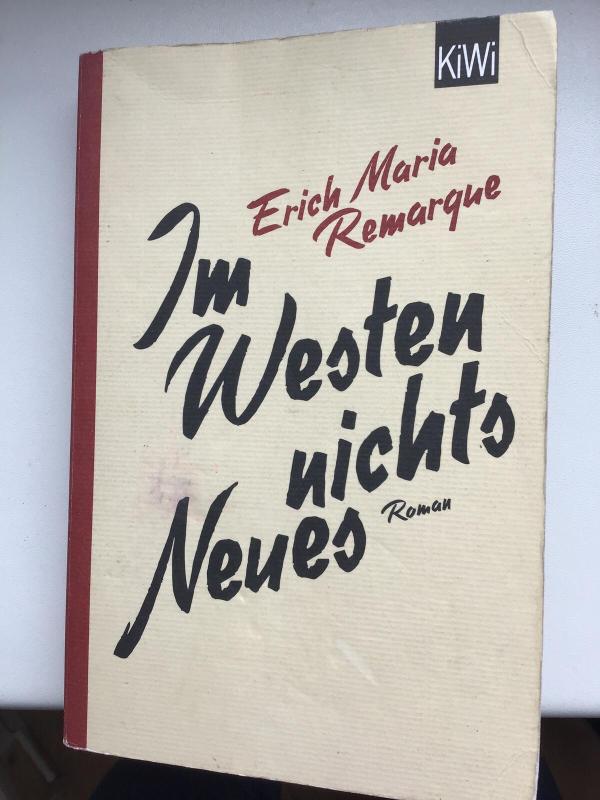 KiWi
Erich Maria
Remarque
Im
Westen
nichts
Neues
Roman